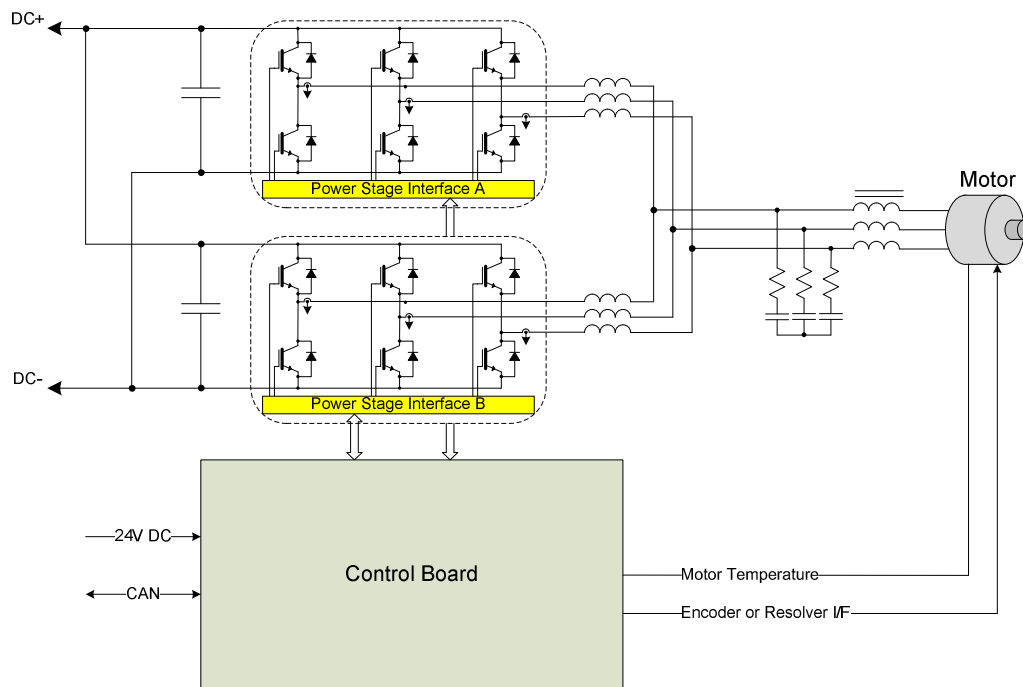 DC+
Power Stage Interface A
Motor
Power Stage Interface B
DC-
24V DC
CAN
Control Board
Motor Temperature
Encoder or Resolver I/F